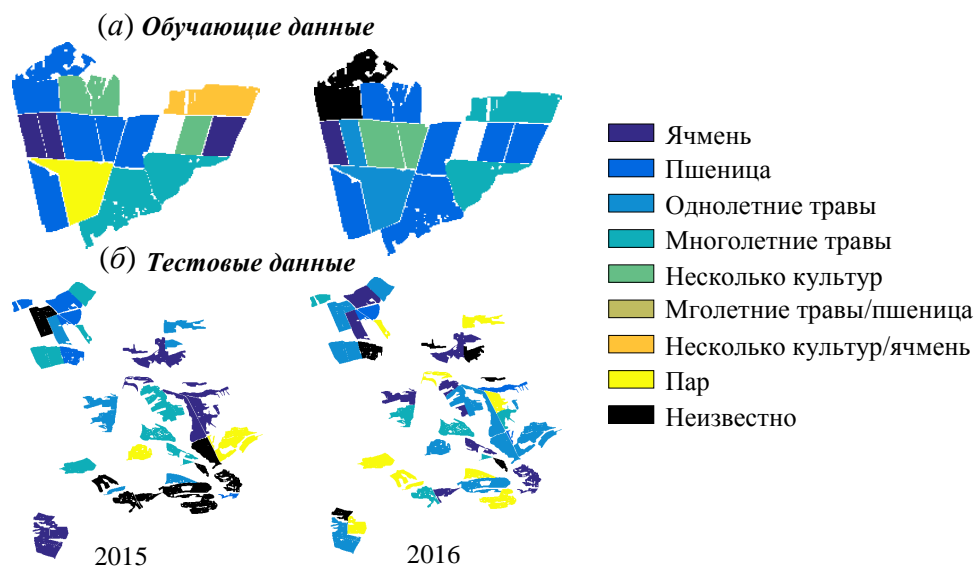 (а) Обучающие данные
(б) Тестовые данные
2015
2016
Ячмень
Пшеница
Однолетние травы
Многолетние травы
Несколько культур
Мголетние травы/пшеница
Несколько культур/ячмень
Пар
Неизвестно